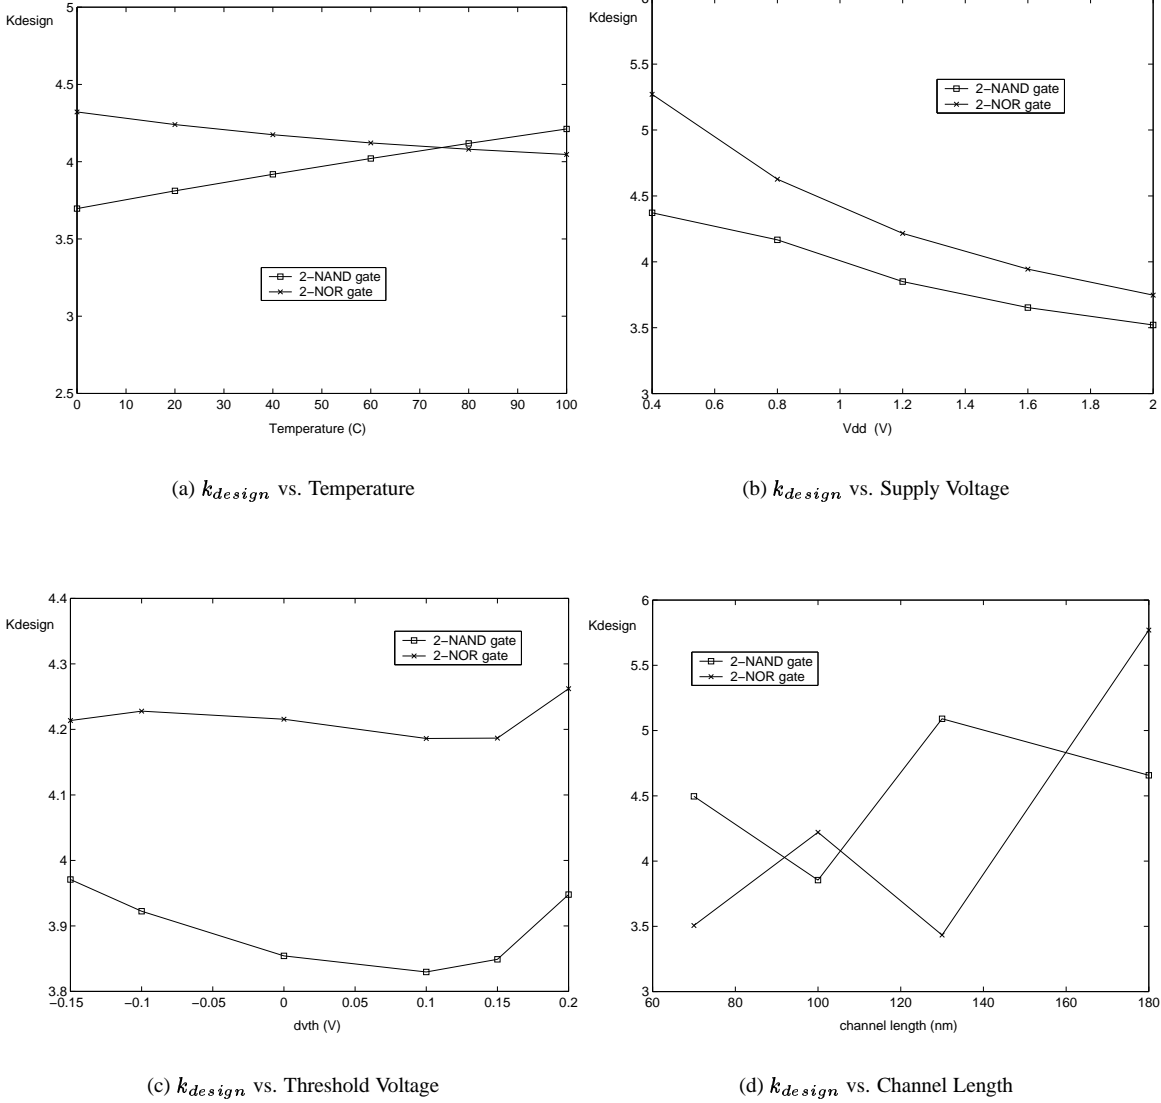 5
Kdesign
4.5
4
3.5
3
2.5
2−NAND gate
2−NOR gate
0 10 20 30 40 50 60 70 80 90 100
Temperature (C)
(a) kdesign vs. Temperature
6
Kdesign
5.5
5
4.5
4
3.5
3
2−NAND gate
2−NOR gate
0.4 0.6 0.8 1 1.2 1.4 1.6 1.8 2
Vdd (V)
(b) kdesign vs. Supply Voltage
4.4
Kdesign
4.3
4.2
4.1
4
3.9
3.8
2−NAND gate
2−NOR gate
−0.15 −0.1 −0.05 0 0.05 0.1 0.15 0.2
dvth (V)
(c) kdesign vs. Threshold Voltage
6
Kdesign
5.5
5
4.5
4
3.5
3
2−NAND gate
2−NOR gate
60 80 100 120 140 160 180
channel length (nm)
(d) kdesign vs. Channel Length